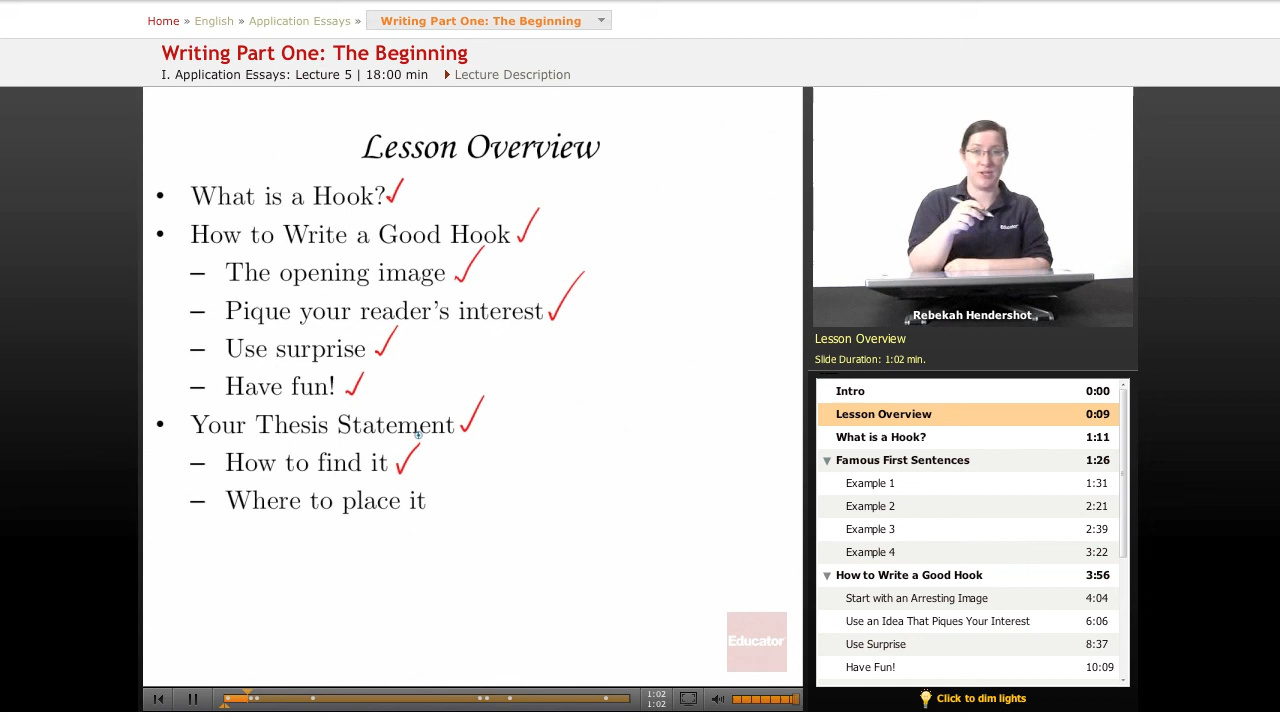 Home » English » Application Essays » Writing Part One: The Beginning
Writing Part One: The Beginning
I. Application Essays: Lecture 5 | 18:00 min Lecture Description
Lesson Overview
• What is a Hook?
• How to Write a Good Hook
– The opening image
– Pique your reader's interest
– Use surprise
– Have fun!
• Your Thesis Statement
– How to find it
– Where to place it
Educator
Educator
Rebekah Hendershot
Lesson Overview
Slide Duration: 1:02 min.
Intro 0:00
Lesson Overview 0:09
What is a Hook? 1:11
Famous First Sentences 1:26
Example 1 1:31
Example 2 2:21
Example 3 2:39
Example 4 3:22
How to Write a Good Hook 3:56
Start with an Arresting Image 4:04
Use an Idea That Piques Your Interest 6:06
Use Surprise 8:37
Have Fun! 10:09
1:02
1:02
Click to dim lights